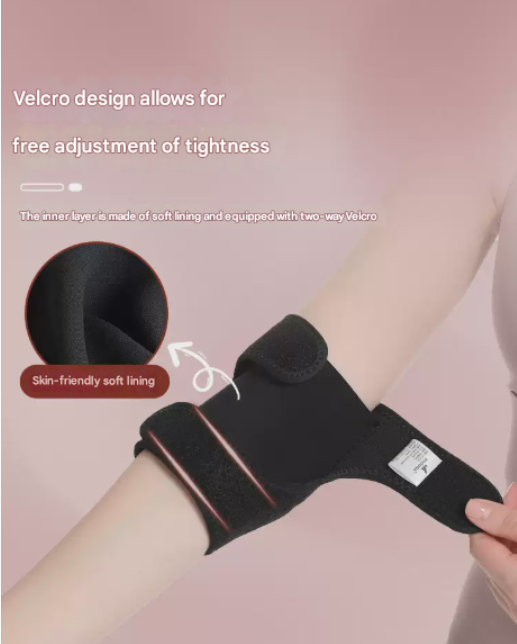 Velcro design allows for
free adjustment of tightness
The inner layer is made of soft lining and equipped with two-way Velcro
Skin-friendly soft lining